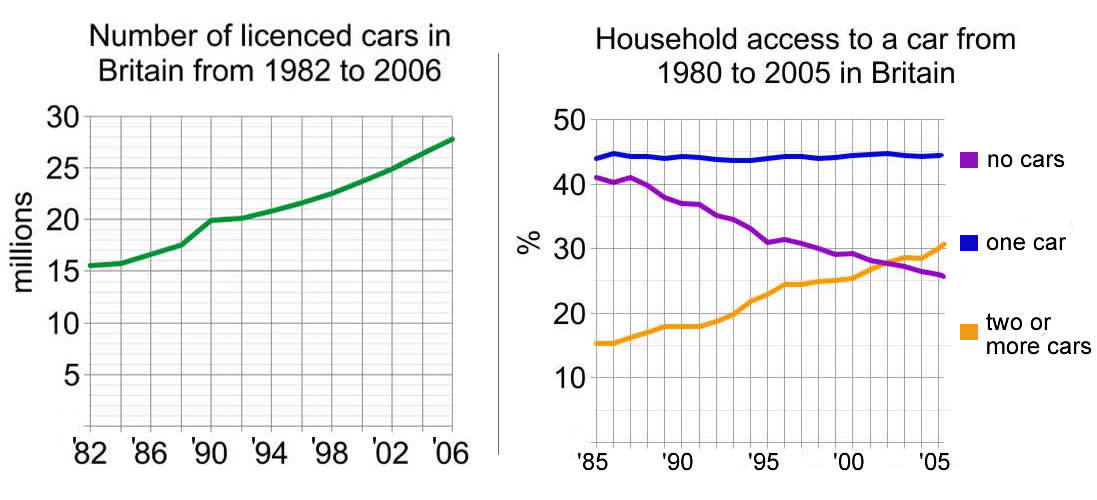 Number of licenced cars in
Britain from 1982 to 2006
30
25
20
15
10
5
millions
'82 '86 '90 '94 '98 '02 '06
Household access to a car from
1980 to 2005 in Britain
50
40
30
20
10
%
'85 '90 '95 '00 '05
no cars
one car
two or
more cars